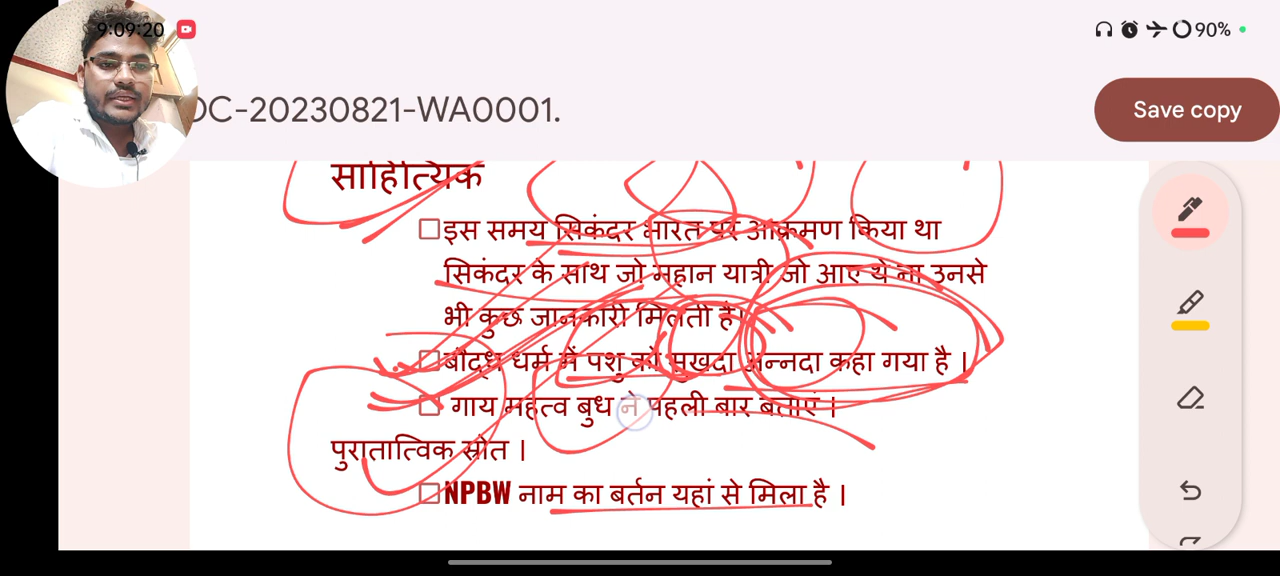 9:09:20
90%
OC-20230821-WA0001.
Save copy
साहित्यिक
इस समय सिकंदर भारत पर आक्रमण किया था
सिकंदर के साथ जो महान यात्री जो आए थे ना उनसे
भी कुछ जानकारी मिलती है।
बौद्ध धर्म में पशु को सुखदा अन्नदा कहा गया है ।
गाय महत्व बुध ने पहली बार बताएं ।
पुरातात्विक स्रोत ।
NPBW नाम का बर्तन यहां से मिला है ।